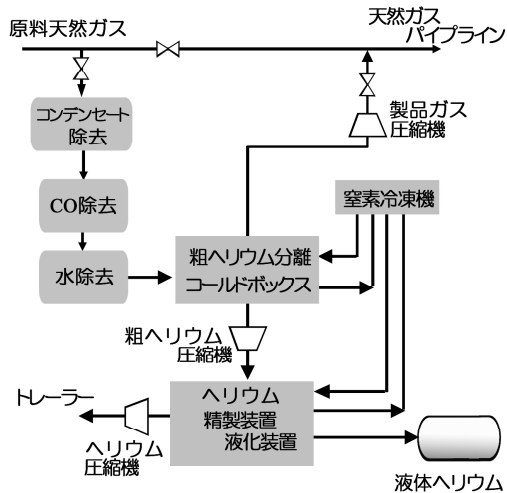 原料天然ガス
天然ガス
パイプライン
コンデンセート
除去
製品ガス
圧縮機
CO除去
窒素冷凍機
水除去
粗ヘリウム分離
コールドボックス
粗ヘリウム
圧縮機
トレーラー
ヘリウム
圧縮機
ヘリウム
精製装置
液化装置
液体ヘリウム